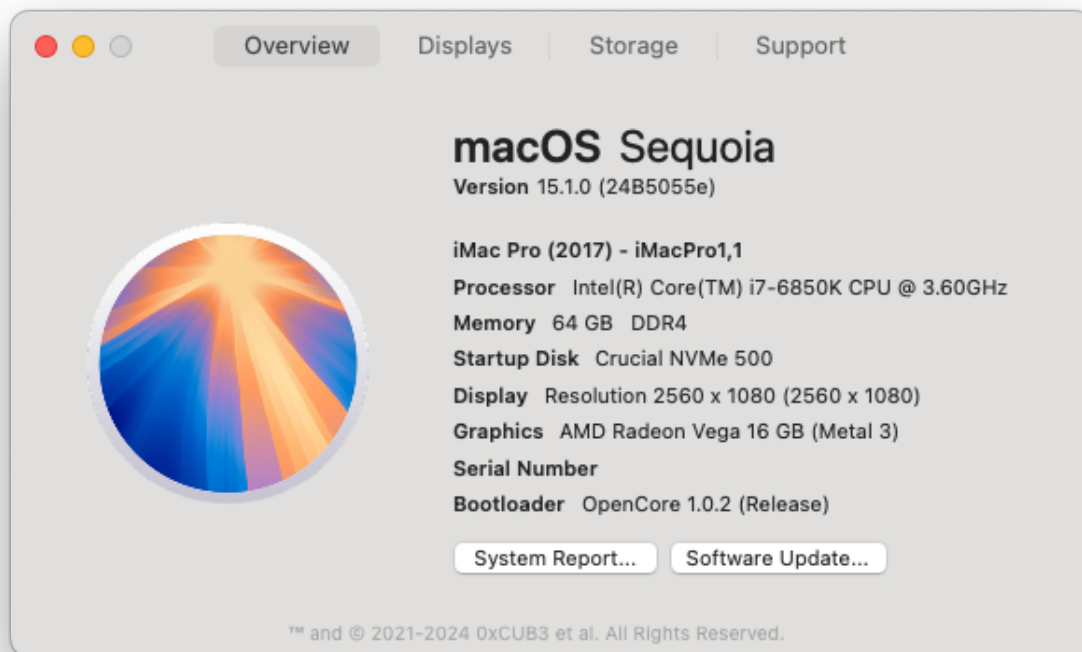 Overview Displays Storage Support
macOS Sequoia
Version 15.1.0 (24B5055e)
iMac Pro (2017) - iMacPro1,1
Processor Intel(R) Core(TM) i7-6850K CPU @ 3.60GHz
Memory 64 GB DDR4
Startup Disk Crucial NVMe 500
Display Resolution 2560 x 1080 (2560 x 1080)
Graphics AMD Radeon Vega 16 GB (Metal 3)
Serial Number
Bootloader OpenCore 1.0.2 (Release)
System Report... Software Update...
™ and © 2021-2024 0xCUB3 et al. All Rights Reserved.